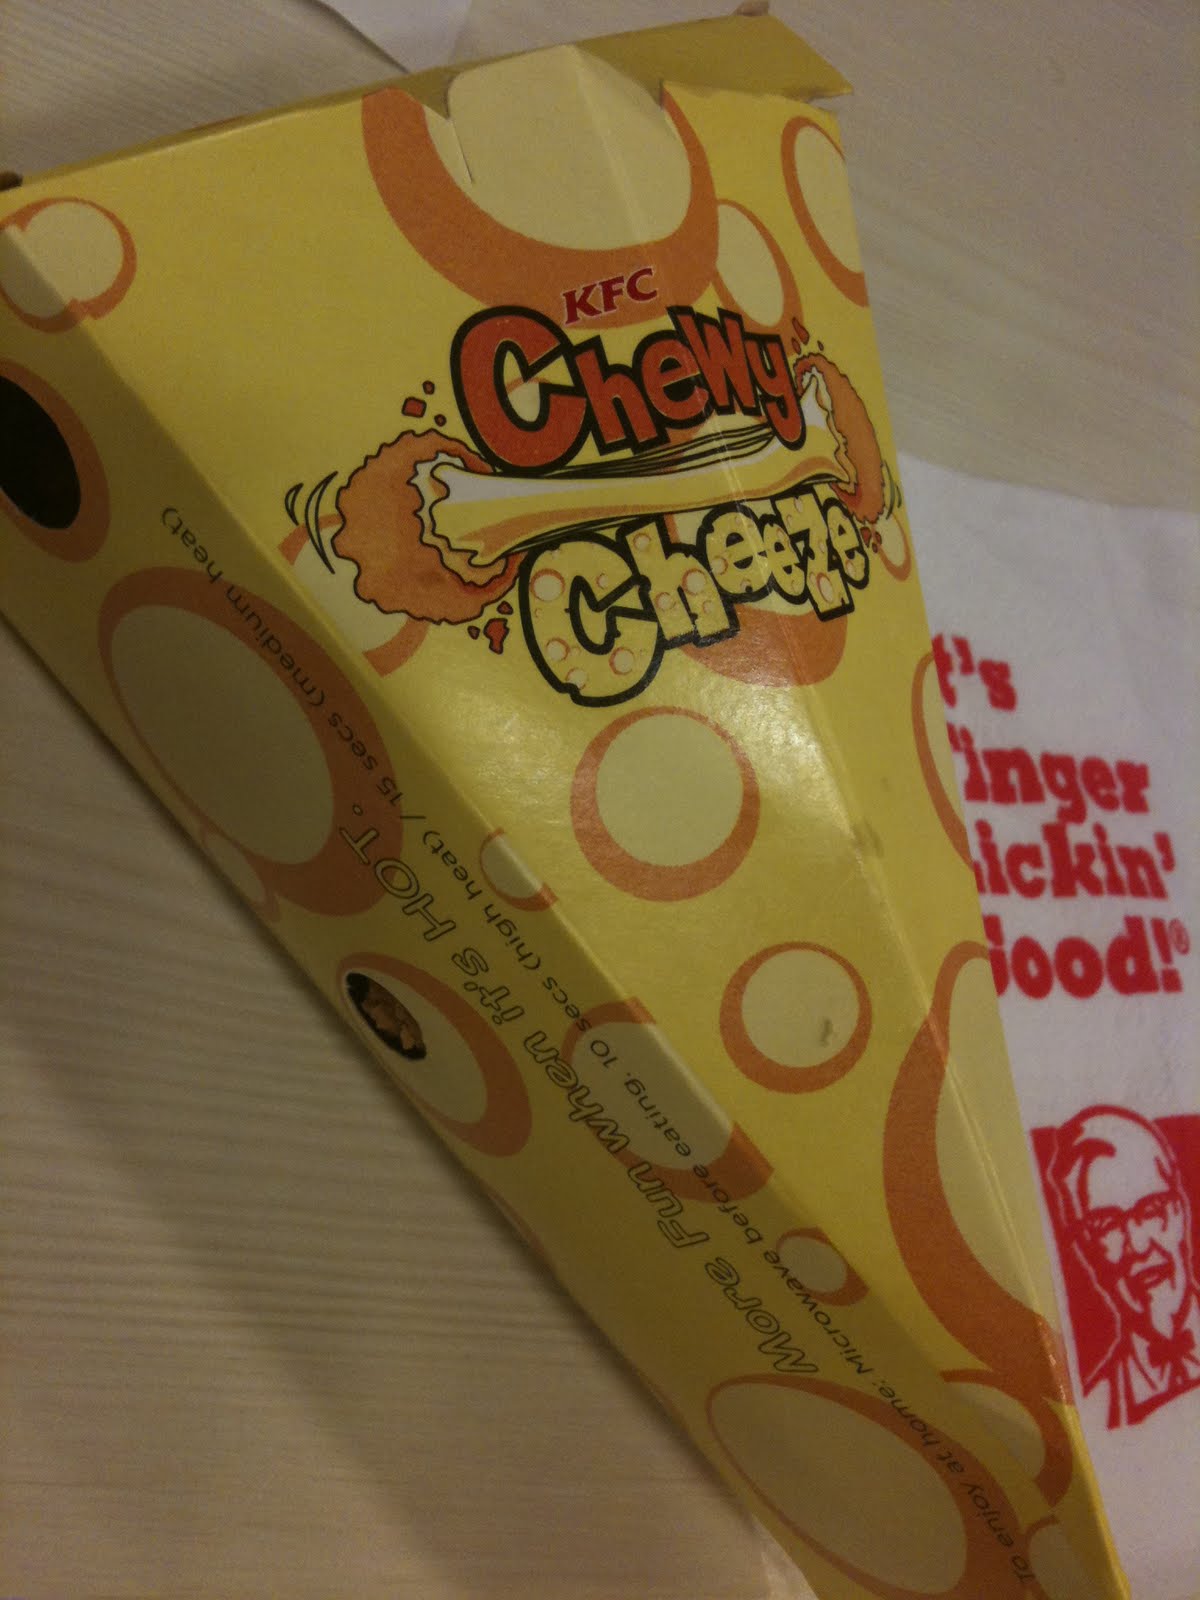 KFC
Chewy
Cheeze
More Fun when it's HOT.
To enjoy at home: Microwave before eating, 10 secs (high heat) / 15 secs (medium heat)
t's
inger
ickin'
ood!®